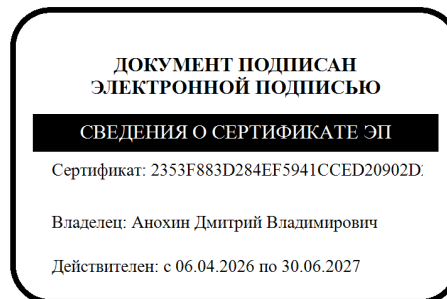 ДОКУМЕНТ ПОДПИСАН
ЭЛЕКТРОННОЙ ПОДПИСЬЮ
СВЕДЕНИЯ О СЕРТИФИКАТЕ ЭП
Сертификат: 2353F883D284EF5941CCED20902D
Владелец: Анохин Дмитрий Владимирович
Действителен: с 06.04.2026 по 30.06.2027